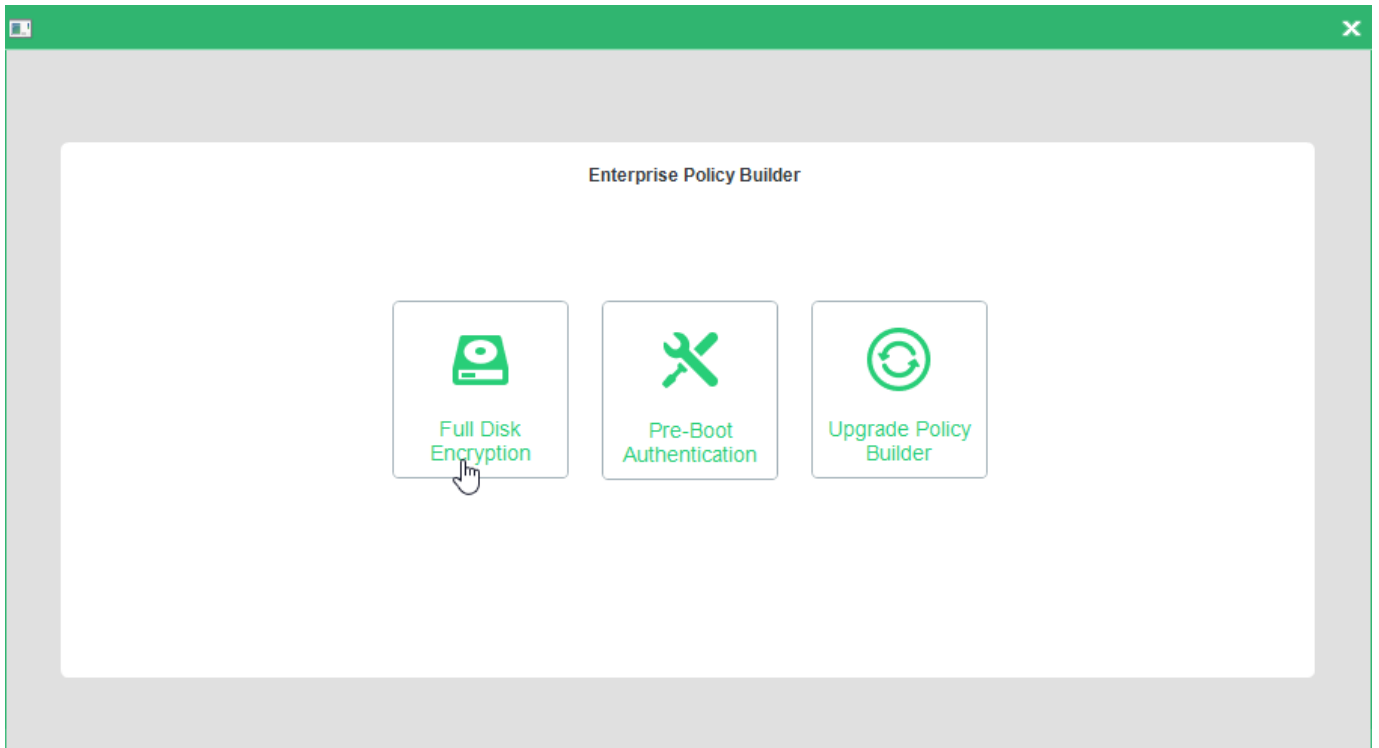 Enterprise Policy Builder
Full Disk
Encryption
Pre-Boot
Authentication
Upgrade Policy
Builder